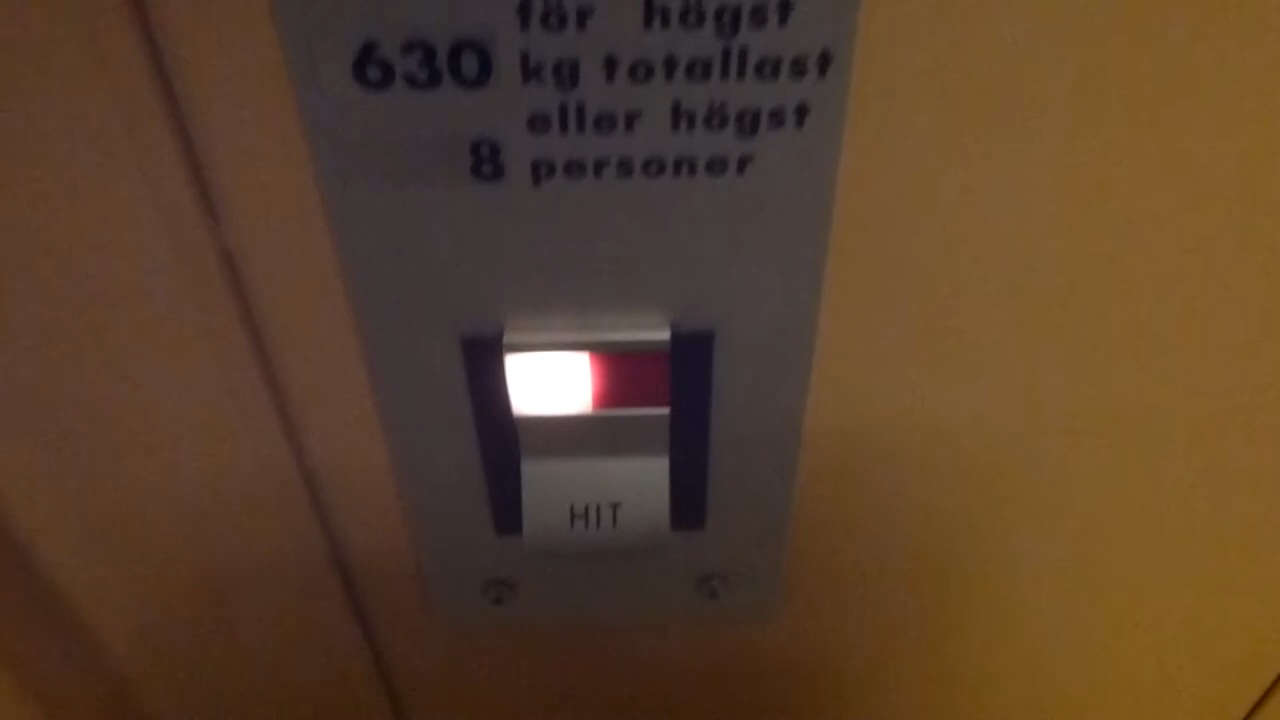 för högst
630 kg totallast
eller högst
8 personer
HIT